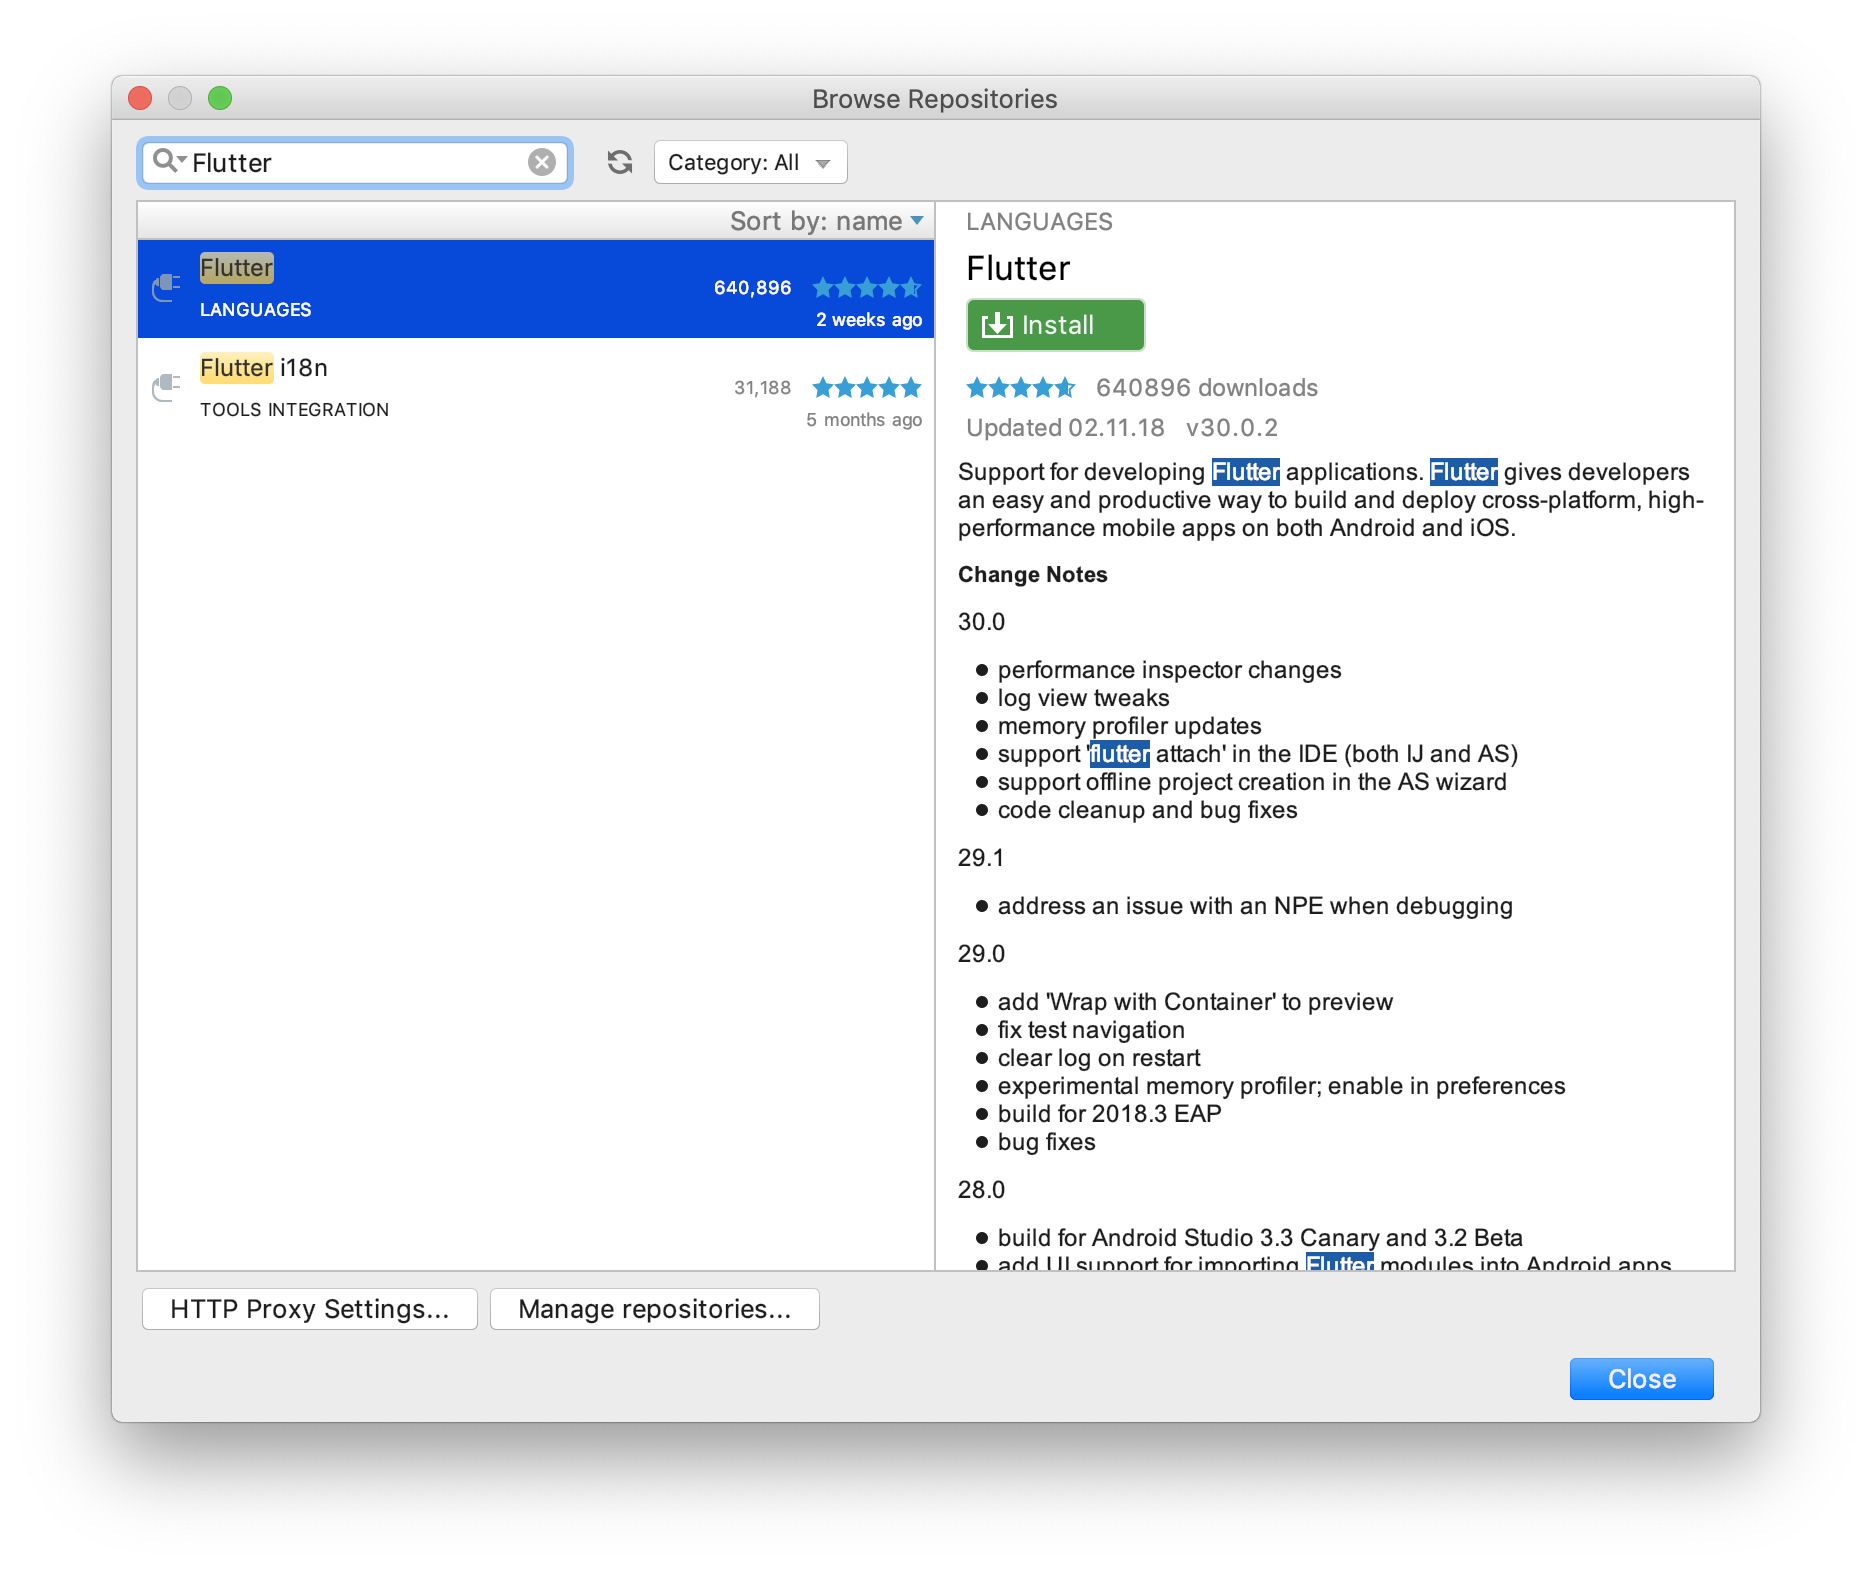 Browse Repositories
Flutter
Category: All
Sort by: name
Flutter
LANGUAGES
640,896
2 weeks ago
Flutter i18n
TOOLS INTEGRATION
31,188
5 months ago
LANGUAGES
Flutter
Install
640896 downloads
Updated 02.11.18 v30.0.2
Support for developing Flutter applications. Flutter gives developers
an easy and productive way to build and deploy cross-platform, high-
performance mobile apps on both Android and iOS.
Change Notes
30.0
● performance inspector changes
● log view tweaks
● memory profiler updates
● support 'flutter attach' in the IDE (both IJ and AS)
● support offline project creation in the AS wizard
● code cleanup and bug fixes
29.1
● address an issue with an NPE when debugging
29.0
● add 'Wrap with Container' to preview
● fix test navigation
● clear log on restart
● experimental memory profiler; enable in preferences
● build for 2018.3 EAP
● bug fixes
28.0
● build for Android Studio 3.3 Canary and 3.2 Beta
● add UI support for importing Flutter modules into Android apps
HTTP Proxy Settings...
Manage repositories...
Close